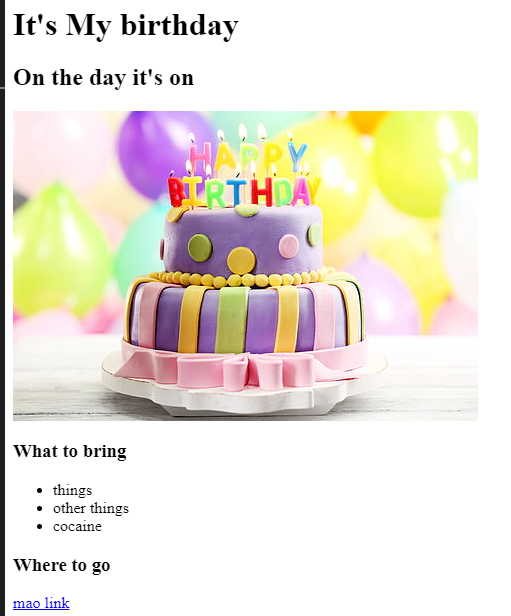 It's My birthday
On the day it's on
HAPPY
BIRTHDAY
What to bring
things
other things
cocaine
Where to go
mao link